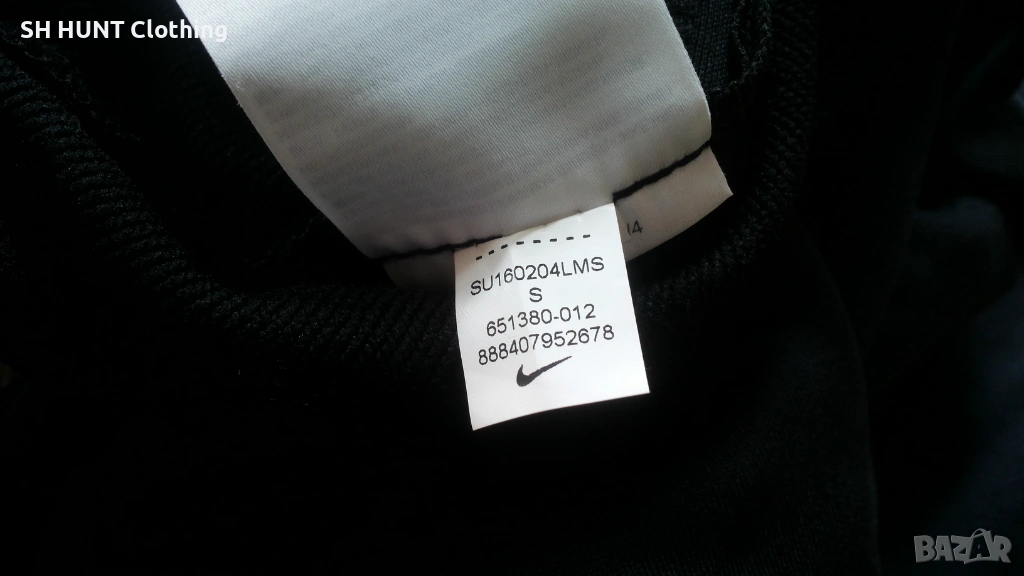 SH HUNT Clothing
14
SU160204LMS
S
651380-012
888407952678
BAZAR